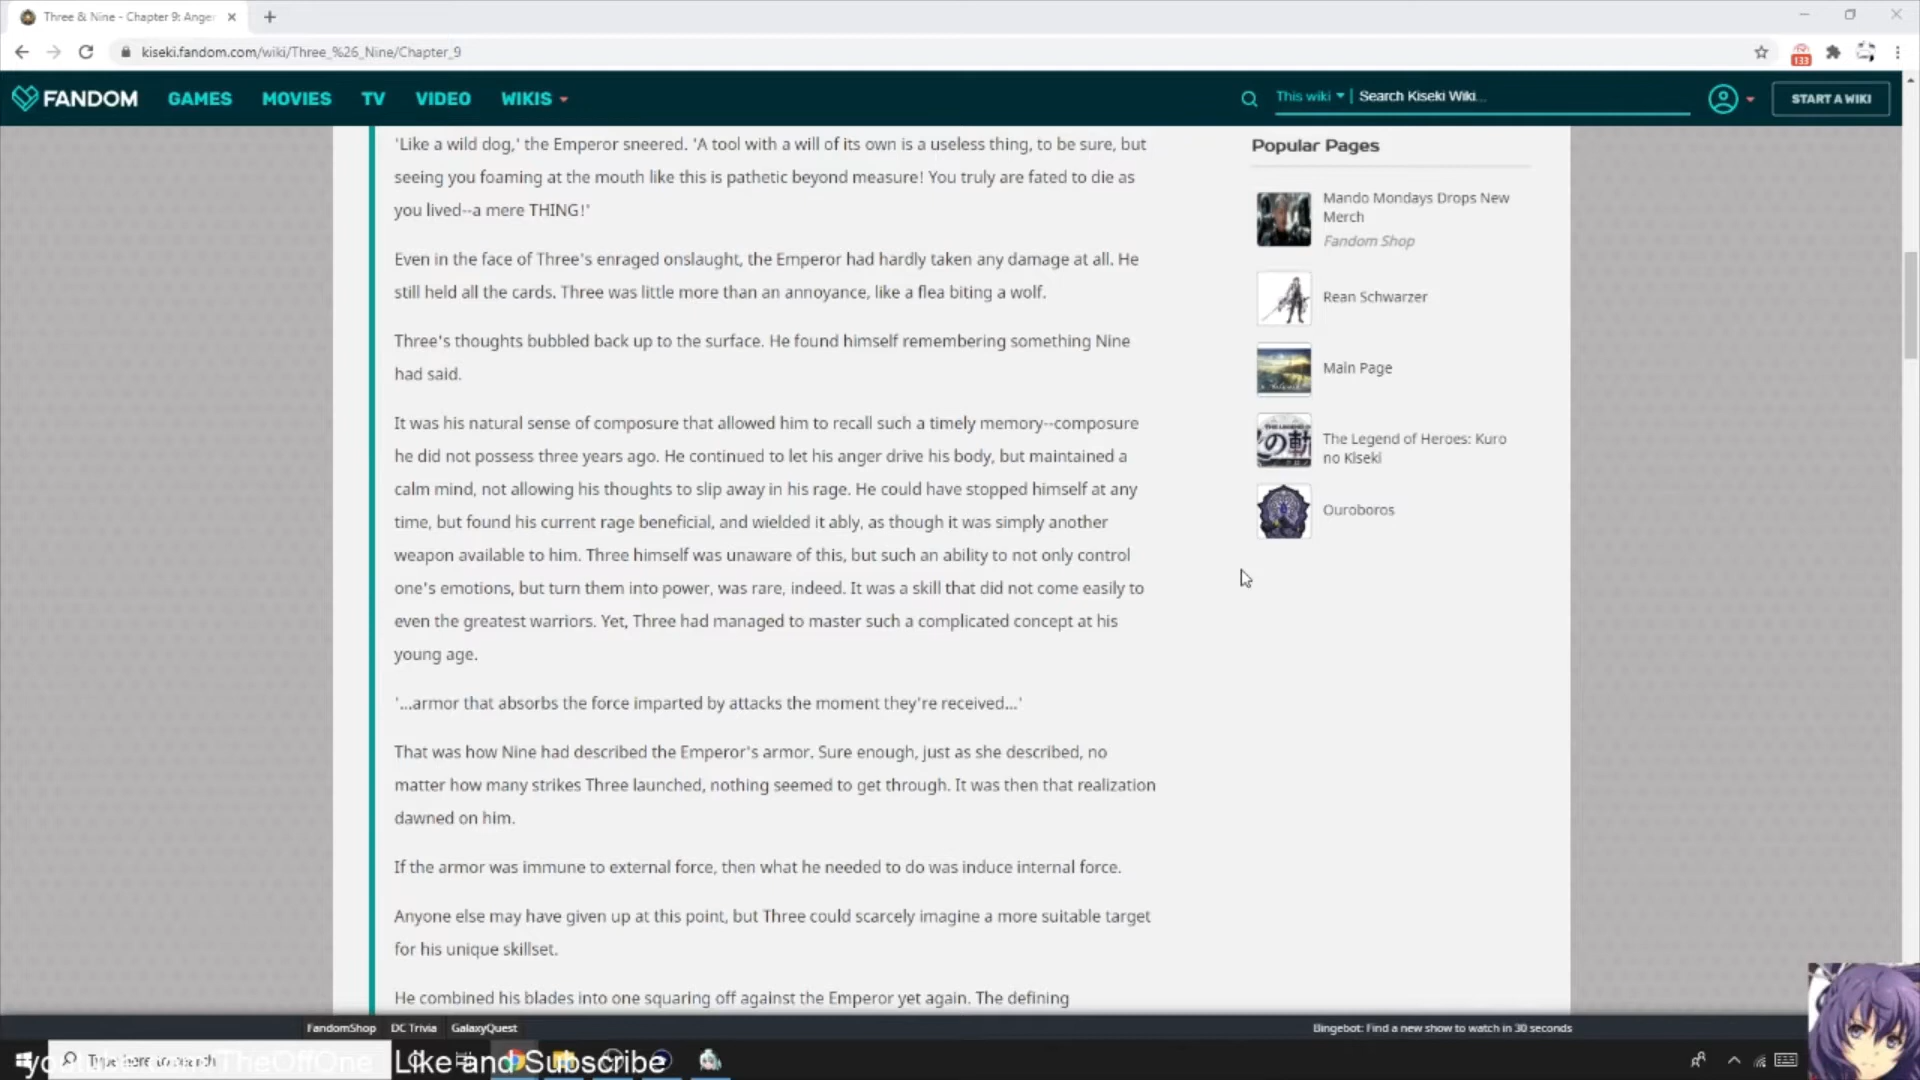 Three & Nine - Chapter 9: Anger
kiseki.fandom.com/wiki/Three_%26_Nine/Chapter_9
133
FANDOM GAMES MOVIES TV VIDEO WIKIS This wiki Search Kiseki Wiki... START A WIKI
'Like a wild dog,' the Emperor sneered. 'A tool with a will of its own is a useless thing, to be sure, but
seeing you foaming at the mouth like this is pathetic beyond measure! You truly are fated to die as
you lived--a mere THING!'
Even in the face of Three's enraged onslaught, the Emperor had hardly taken any damage at all. He
still held all the cards. Three was little more than an annoyance, like a flea biting a wolf.
Three's thoughts bubbled back up to the surface. He found himself remembering something Nine
had said.
It was his natural sense of composure that allowed him to recall such a timely memory--composure
he did not possess three years ago. He continued to let his anger drive his body, but maintained a
calm mind, not allowing his thoughts to slip away in his rage. He could have stopped himself at any
time, but found his current rage beneficial, and wielded it ably, as though it was simply another
weapon available to him. Three himself was unaware of this, but such an ability to not only control
one's emotions, but turn them into power, was rare, indeed. It was a skill that did not come easily to
even the greatest warriors. Yet, Three had managed to master such a complicated concept at his
young age.
'...armor that absorbs the force imparted by attacks the moment they're received...'
That was how Nine had described the Emperor's armor. Sure enough, just as she described, no
matter how many strikes Three launched, nothing seemed to get through. It was then that realization
dawned on him.
If the armor was immune to external force, then what he needed to do was induce internal force.
Anyone else may have given up at this point, but Three could scarcely imagine a more suitable target
for his unique skillset.
He combined his blades into one squaring off against the Emperor yet again. The defining
Popular Pages
Mando Mondays Drops New
Merch
Fandom Shop
Rean Schwarzer
Main Page
The Legend of Heroes: Kuro
no Kiseki
Ouroboros
FandomShop DC Trivia GalaxyQuest
Bingebot: Find a new show to watch in 30 seconds
Type here to search
TheOffOne Like and Subscribe